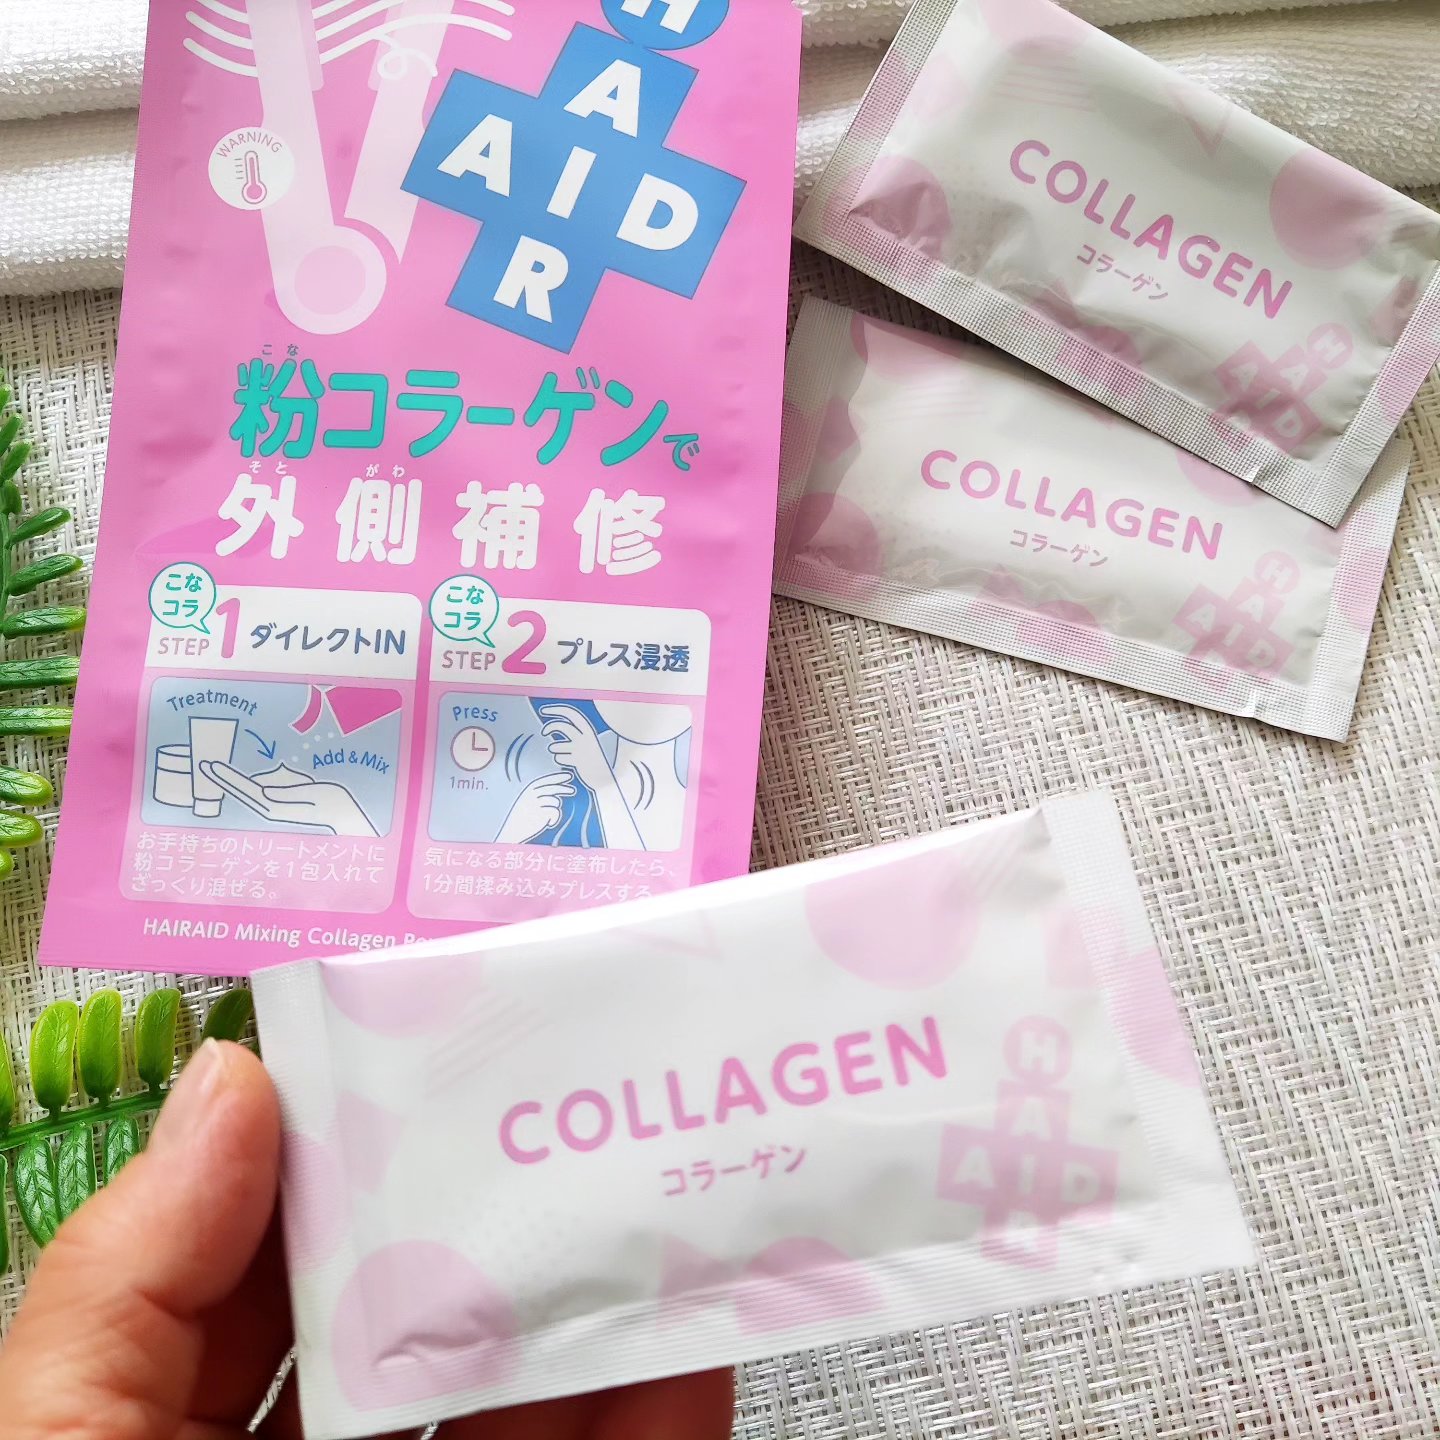 HAIR
AID
WARNING
こな
粉コラーゲンで
そと がわ
外側補修
こな
コラ
STEP 1 ダイレクトIN
Treatment
Add & Mix
お手持ちのトリートメントに
粉コラーゲンを1包入れて
ざっくり混ぜる。
こな
コラ
STEP 2 プレス浸透
Press
1min.
気になる部分に塗布したら、
1分間揉み込みプレスする
HAIRAID Mixing Collagen
COLLAGEN
コラーゲン
HAIR
AID
COLLAGEN
コラーゲン
HAIR
AID
COLLAGEN
コラーゲン
HAIR
AID